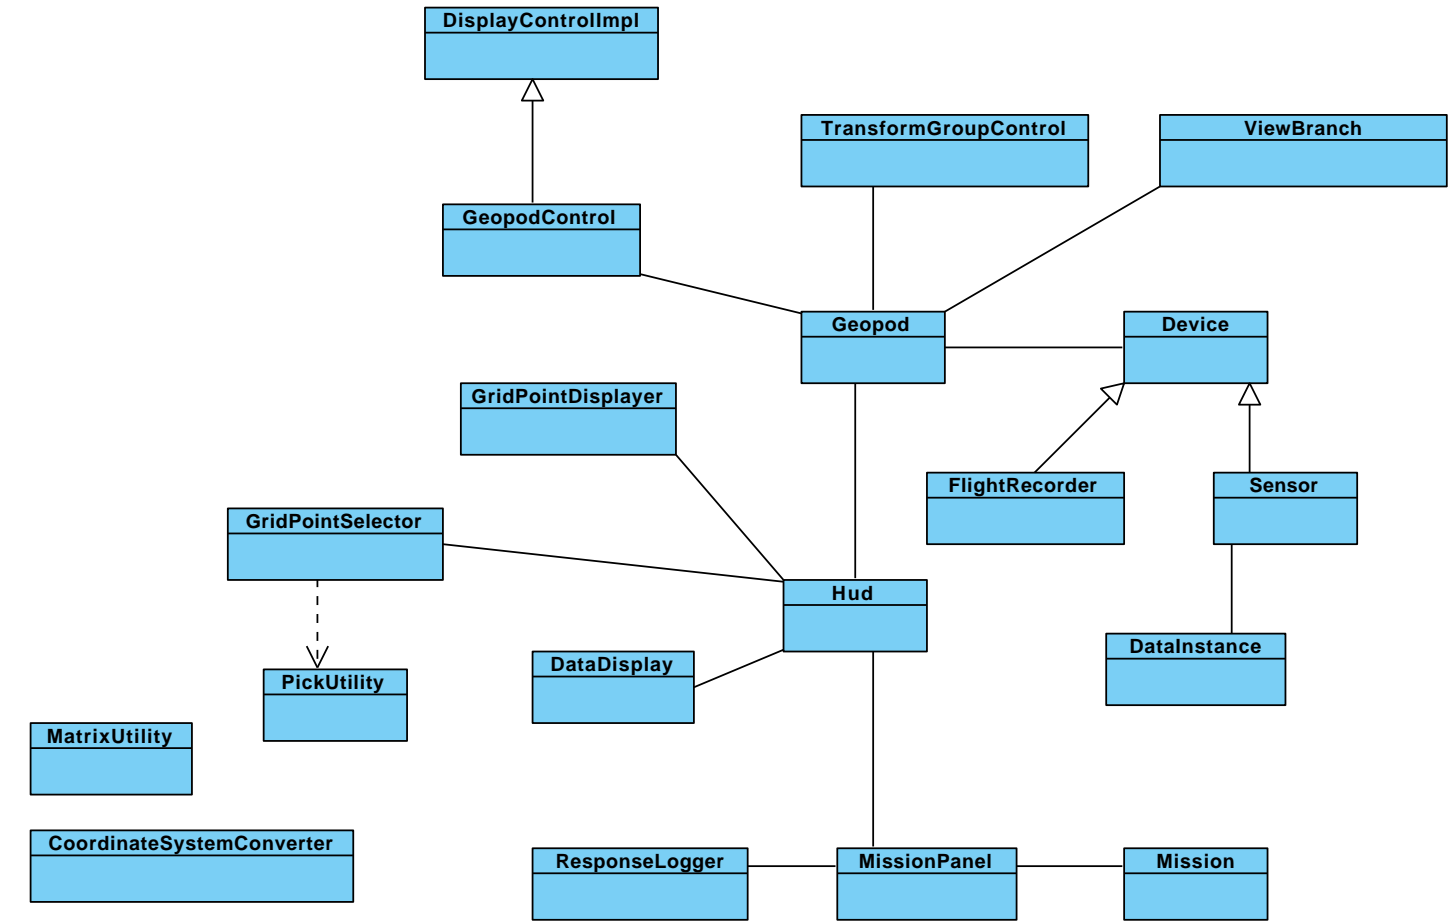 DisplayControlImpl
TransformGroupControl
ViewBranch
GeopodControl
Geopod
Device
GridPointDisplayer
FlightRecorder
Sensor
GridPointSelector
Hud
DataInstance
DataDisplay
PickUtility
MatrixUtility
CoordinateSystemConverter
ResponseLogger
MissionPanel
Mission